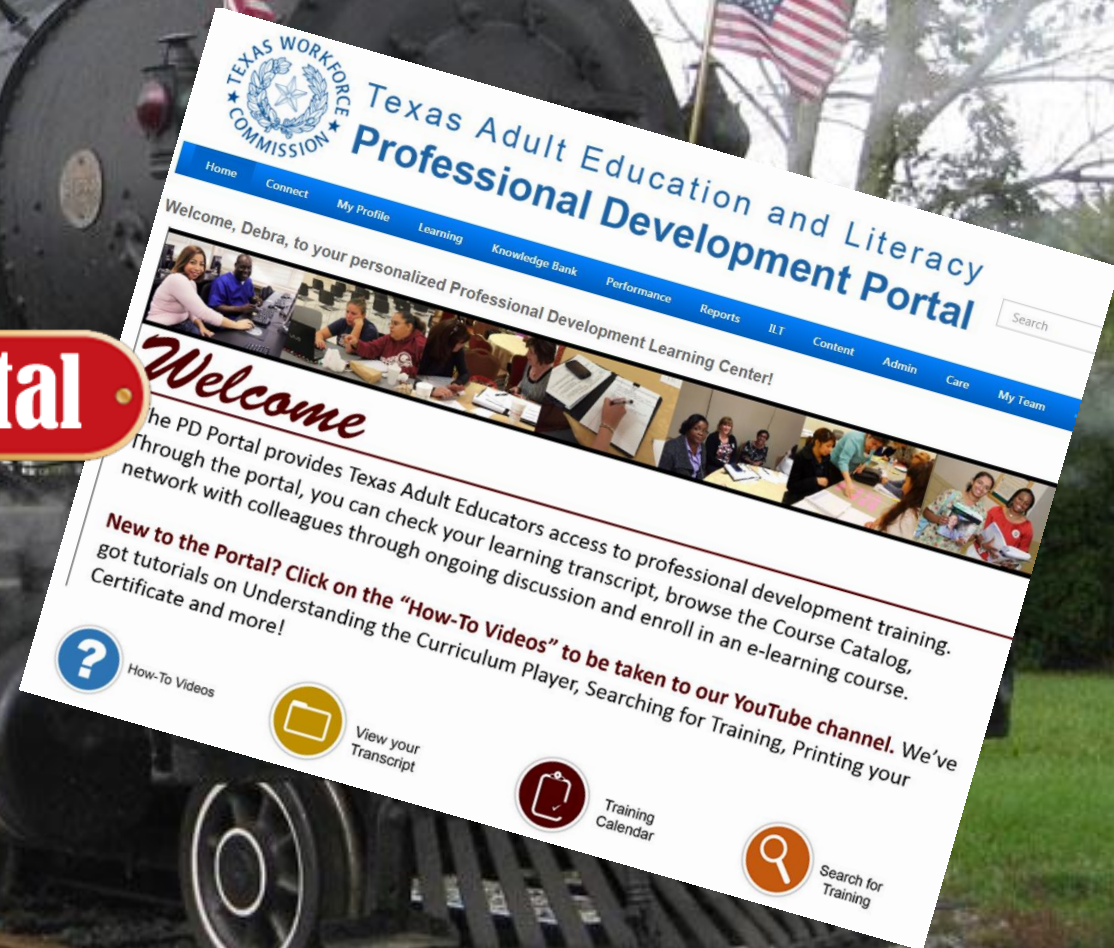 TEXAS WORKFORCE COMMISSION
Texas Adult Education and Literacy
Professional Development Portal
Search
Home Connect My Profile Learning Knowledge Bank Performance Reports ILT Content Admin Care My Team
Welcome, Debra, to your personalized Professional Development Learning Center!
tal
Welcome
The PD Portal provides Texas Adult Educators access to professional development training.
Through the portal, you can check your learning transcript, browse the Course Catalog,
network with colleagues through ongoing discussion and enroll in an e-learning course.
New to the Portal? Click on the “How-To Videos” to be taken to our YouTube channel. We’ve
got tutorials on Understanding the Curriculum Player, Searching for Training, Printing your
Certificate and more!
?
How-To Videos
View your
Transcript
Training
Calendar
Search for
Training